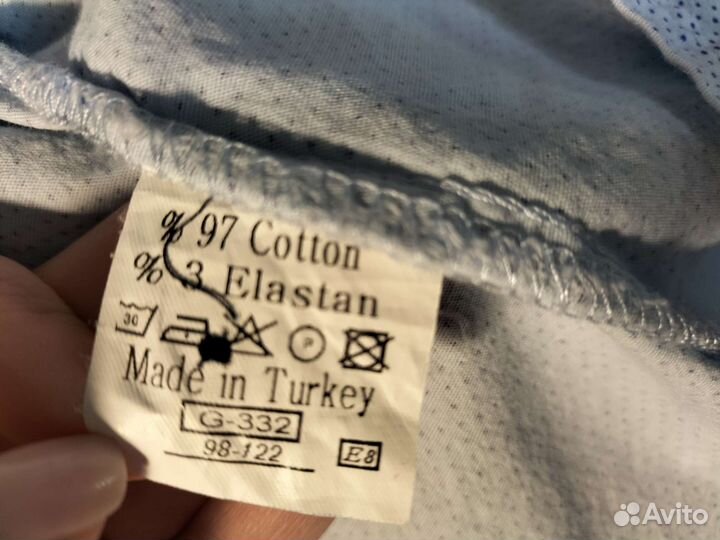 % 97 Cotton
% 3 Elastan
30 P
Made in Turkey
G-332
98-122
E8
Avito